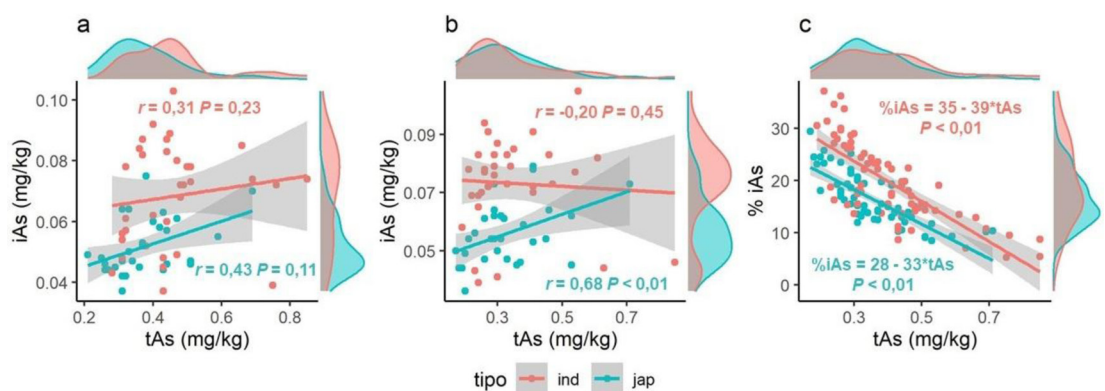 a
r = 0,31 P = 0,23
r = 0,43 P = 0,11
iAs (mg/kg)
0.10
0.08
0.06
0.04
0.2
0.4
0.6
0.8
tAs (mg/kg)
b
r = -0,20 P = 0,45
r = 0,68 P < 0,01
iAs (mg/kg)
0.09
0.07
0.05
0.3
0.5
0.7
tAs (mg/kg)
c
%iAs = 35 - 39*tAs
P < 0,01
%iAs = 28 - 33*tAs
P < 0,01
% iAs
30
20
10
0
0.3
0.5
0.7
tAs (mg/kg)
tipo ind jap